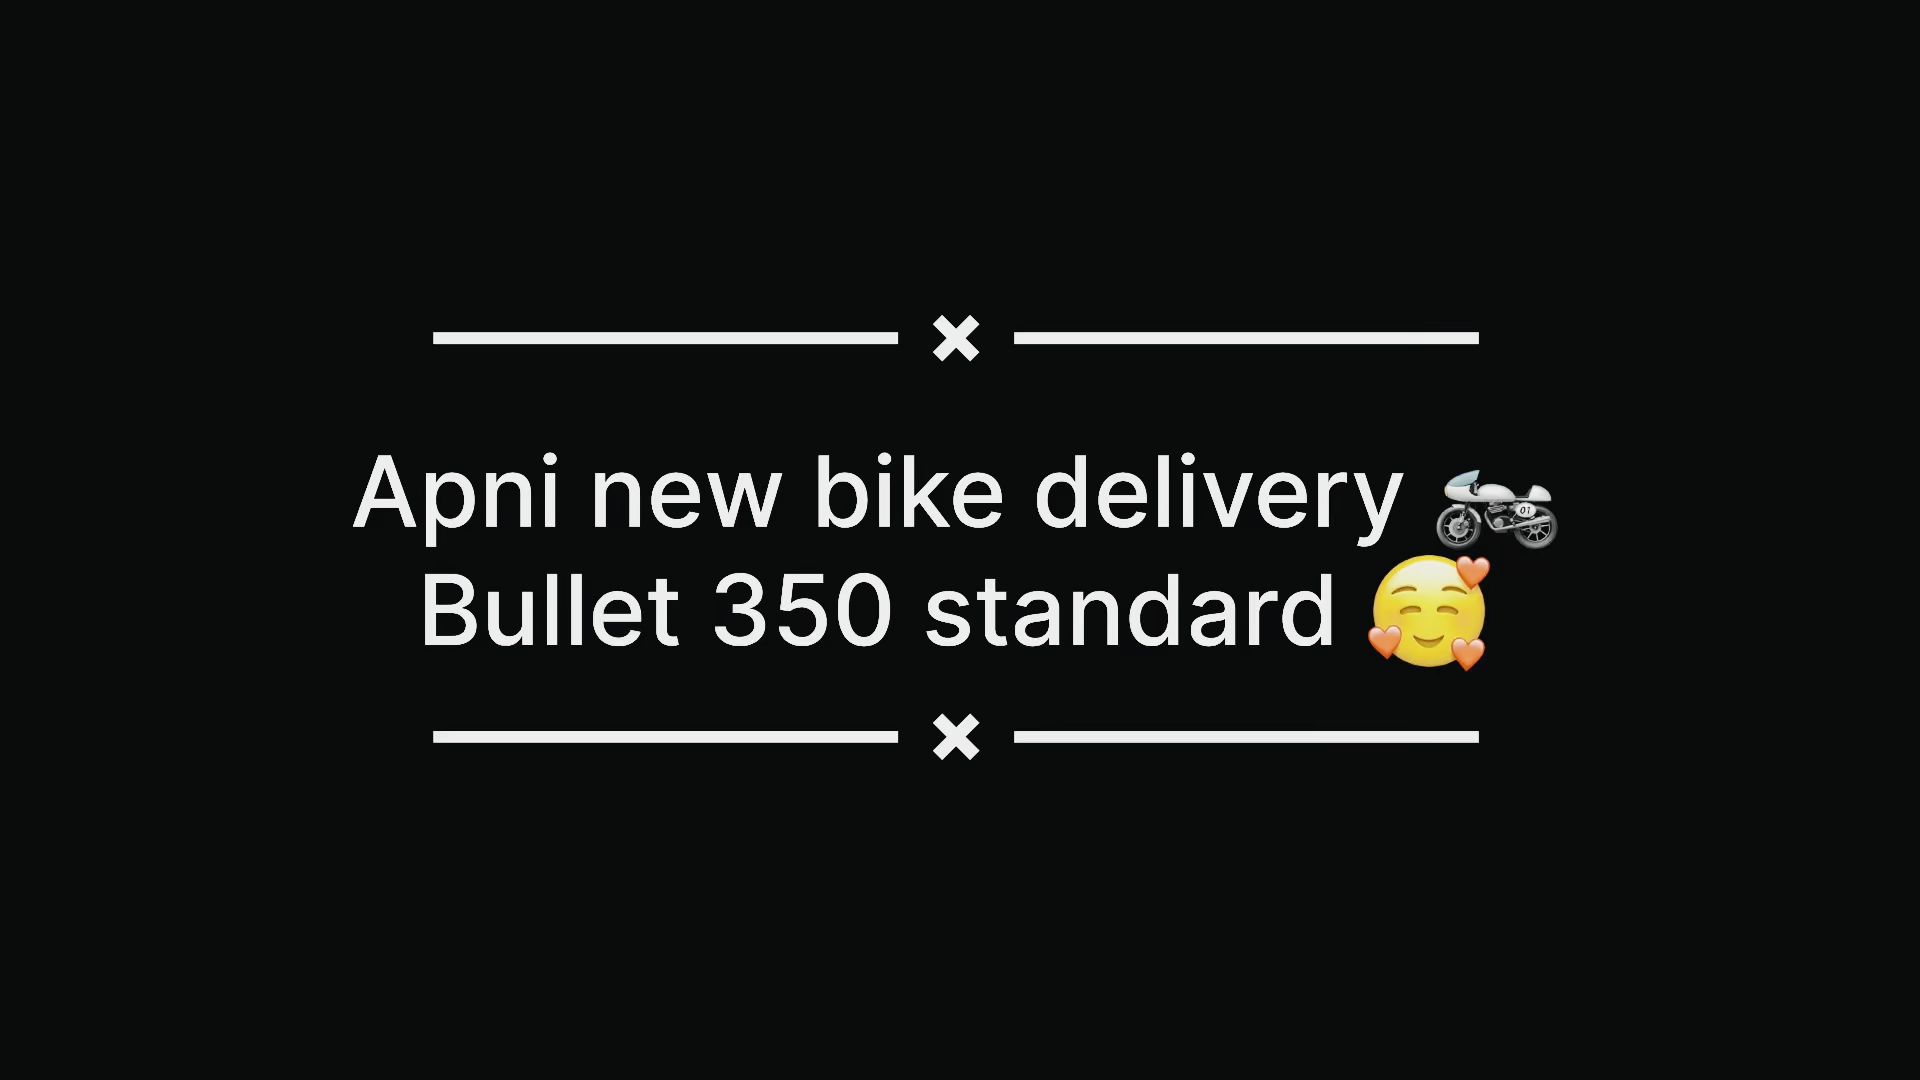 Apni new bike delivery 🏍️
Bullet 350 standard 🥰